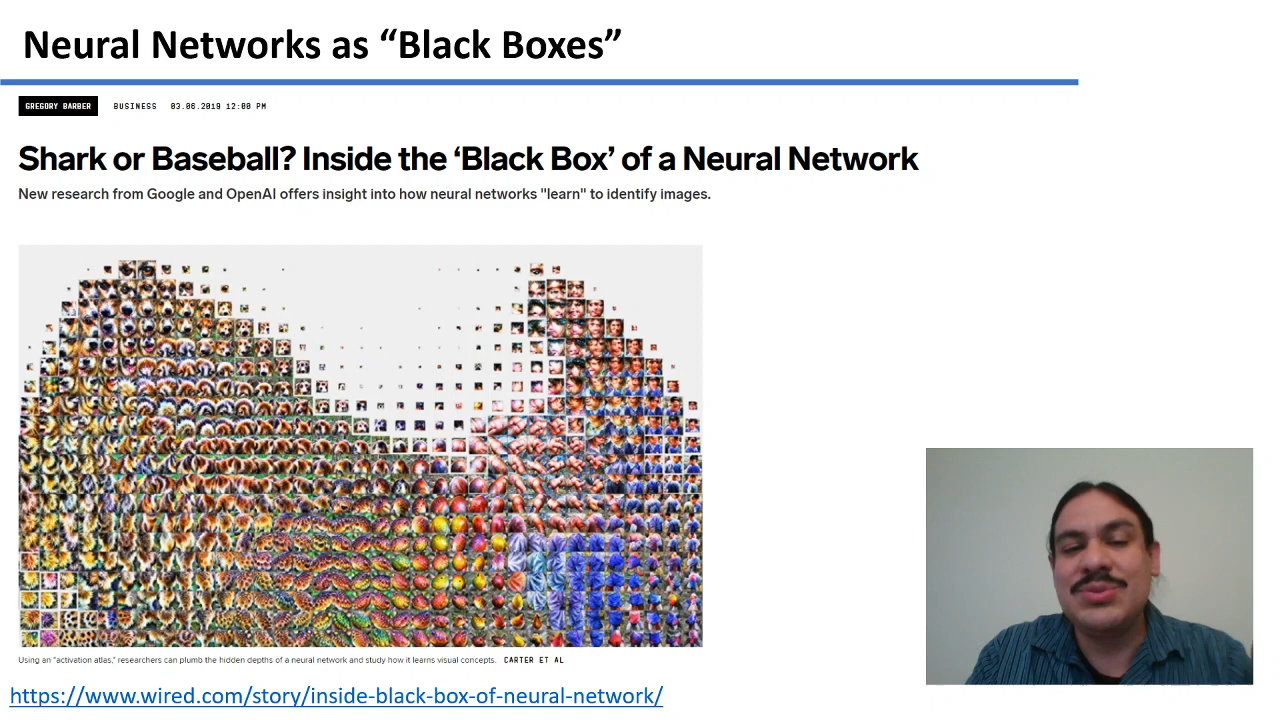 Neural Networks as “Black Boxes”
GREGORY BARBER BUSINESS 03.06.2019 12:00 PM
Shark or Baseball? Inside the ‘Black Box’ of a Neural Network
New research from Google and OpenAI offers insight into how neural networks "learn" to identify images.
Using an "activation atlas," researchers can plumb the hidden depths of a neural network and study how it learns visual concepts. CARTER ET AL
https://www.wired.com/story/inside-black-box-of-neural-network/